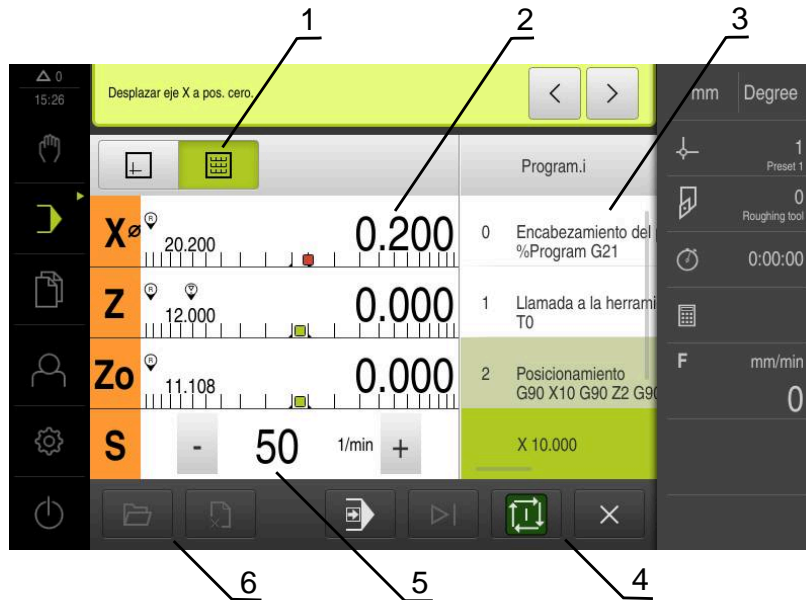 1
2
3
0
15:26
Desplazar eje X a pos. cero.
< >
mm Degree
1
Preset 1
0
Roughing tool
0:00:00
F mm/min
0
Program.i
X⌀ R 20.200 0.200
Z R 12.000 0.000
Zo R 11.108 0.000
S - 50 1/min +
0 Encabezamiento del
%Program G21
1 Llamada a la herrami
T0
2 Posicionamiento
G90 X10 G90 Z2 G90
X 10.000
6
5
4